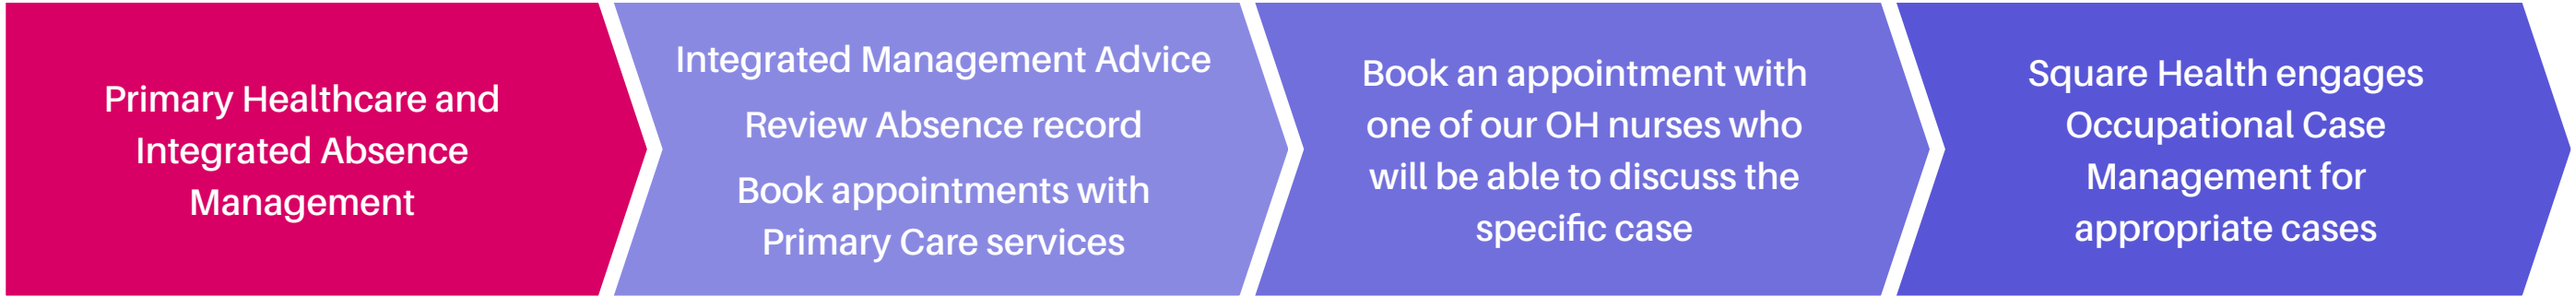 Primary Healthcare and
Integrated Absence
Management
Integrated Management Advice
Review Absence record
Book appointments with
Primary Care services
Book an appointment with
one of our OH nurses who
will be able to discuss the
specific case
Square Health engages
Occupational Case
Management for
appropriate cases